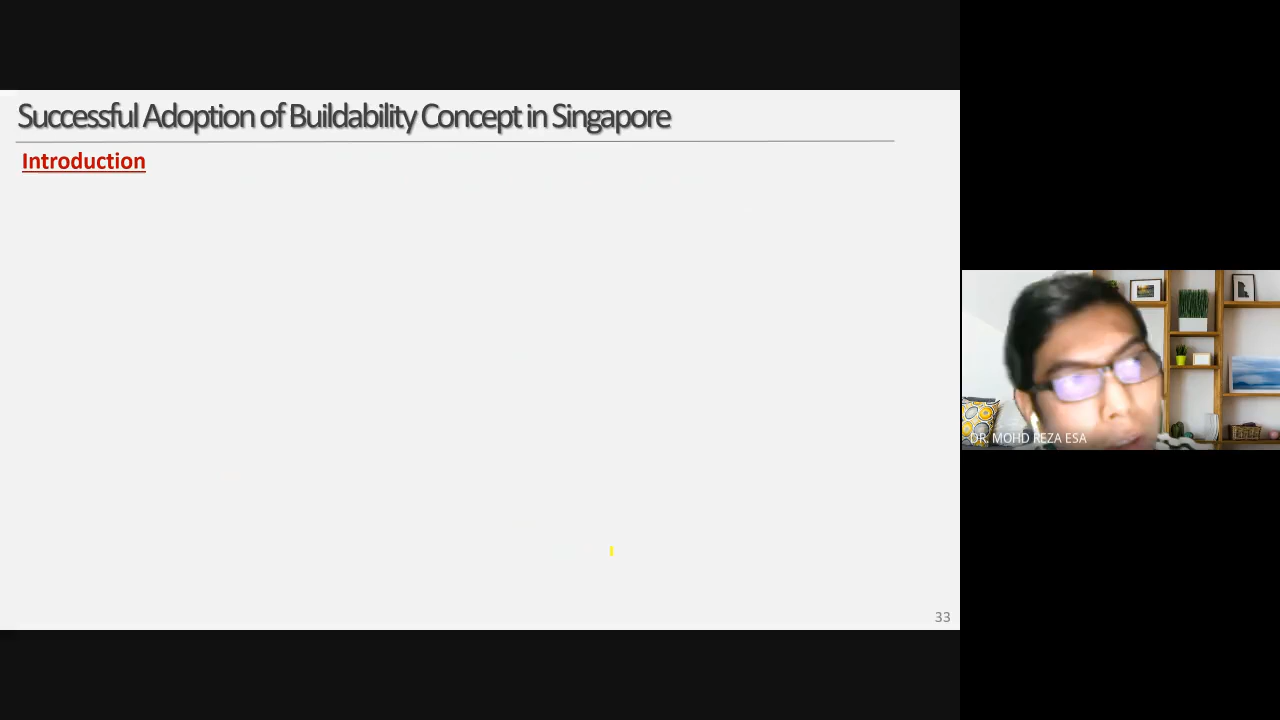 Successful Adoption of Buildability Concept in Singapore
Introduction
DR. MOHD REZA ESA
33